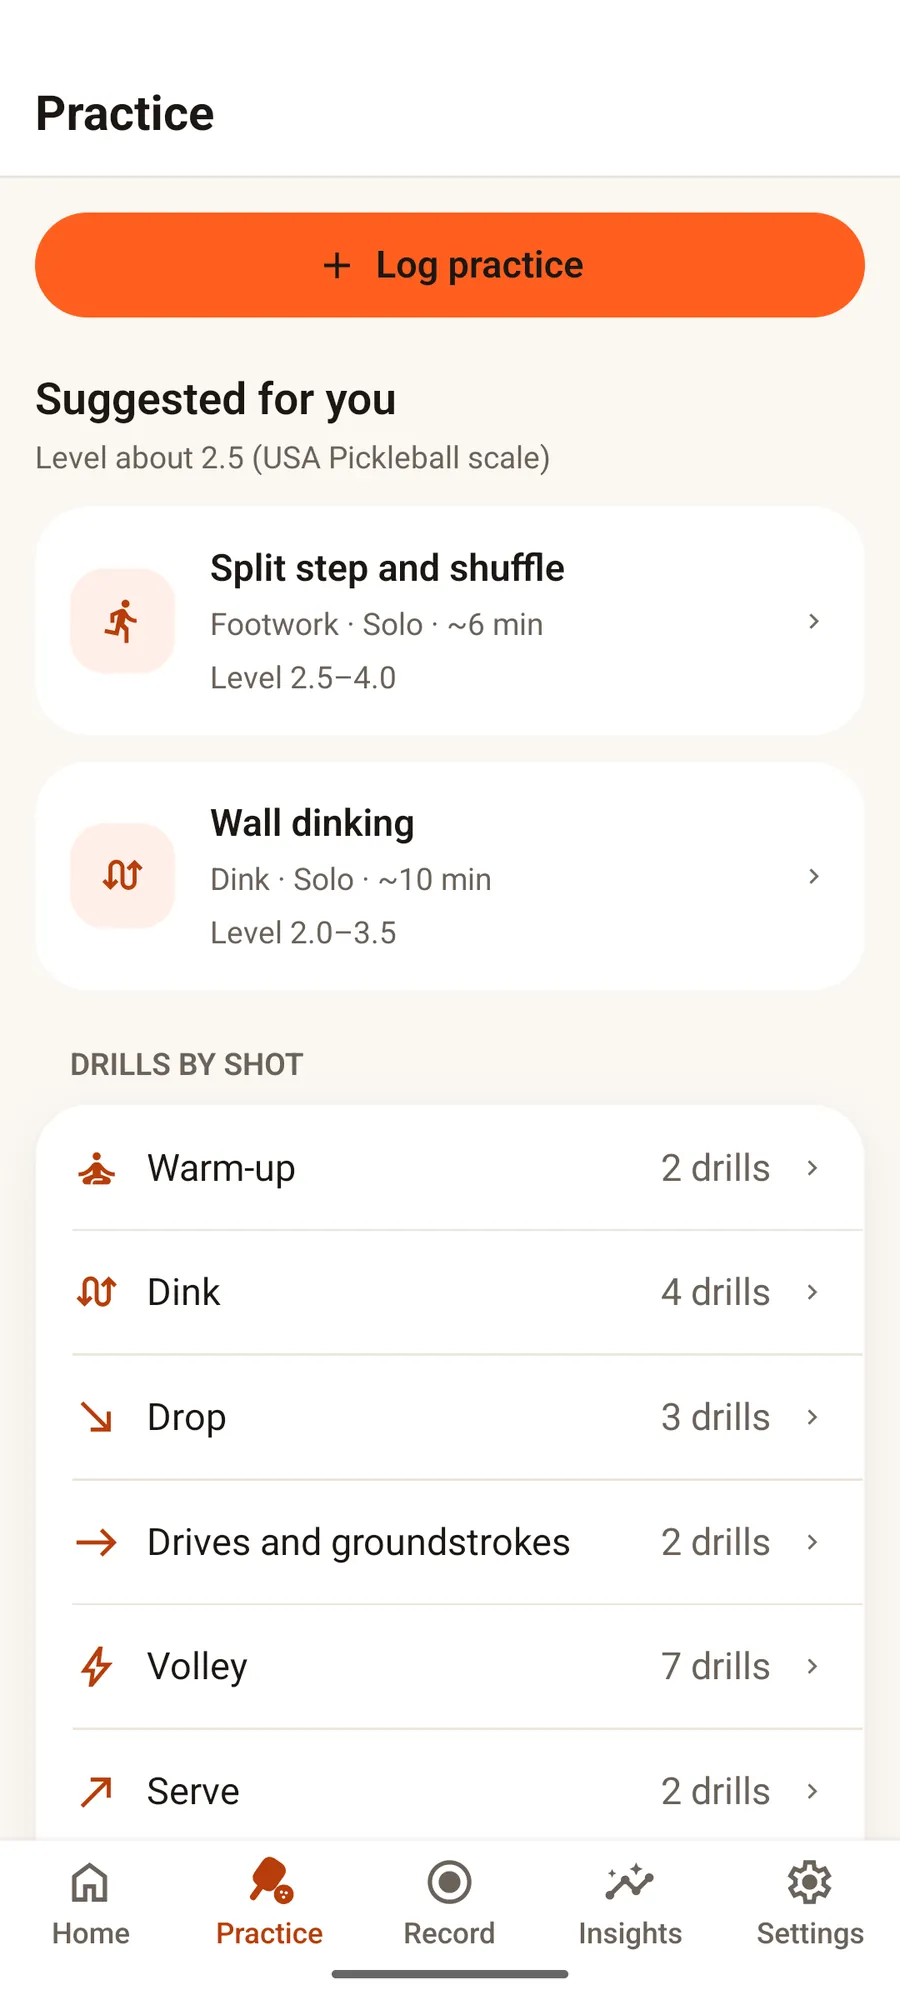 Practice
+ Log practice
Suggested for you
Level about 2.5 (USA Pickleball scale)
Split step and shuffle
Footwork · Solo · ~6 min
Level 2.5–4.0
Wall dinking
Dink · Solo · ~10 min
Level 2.0–3.5
DRILLS BY SHOT
Warm-up 2 drills
Dink 4 drills
Drop 3 drills
Drives and groundstrokes 2 drills
Volley 7 drills
Serve 2 drills
Home Practice Record Insights Settings